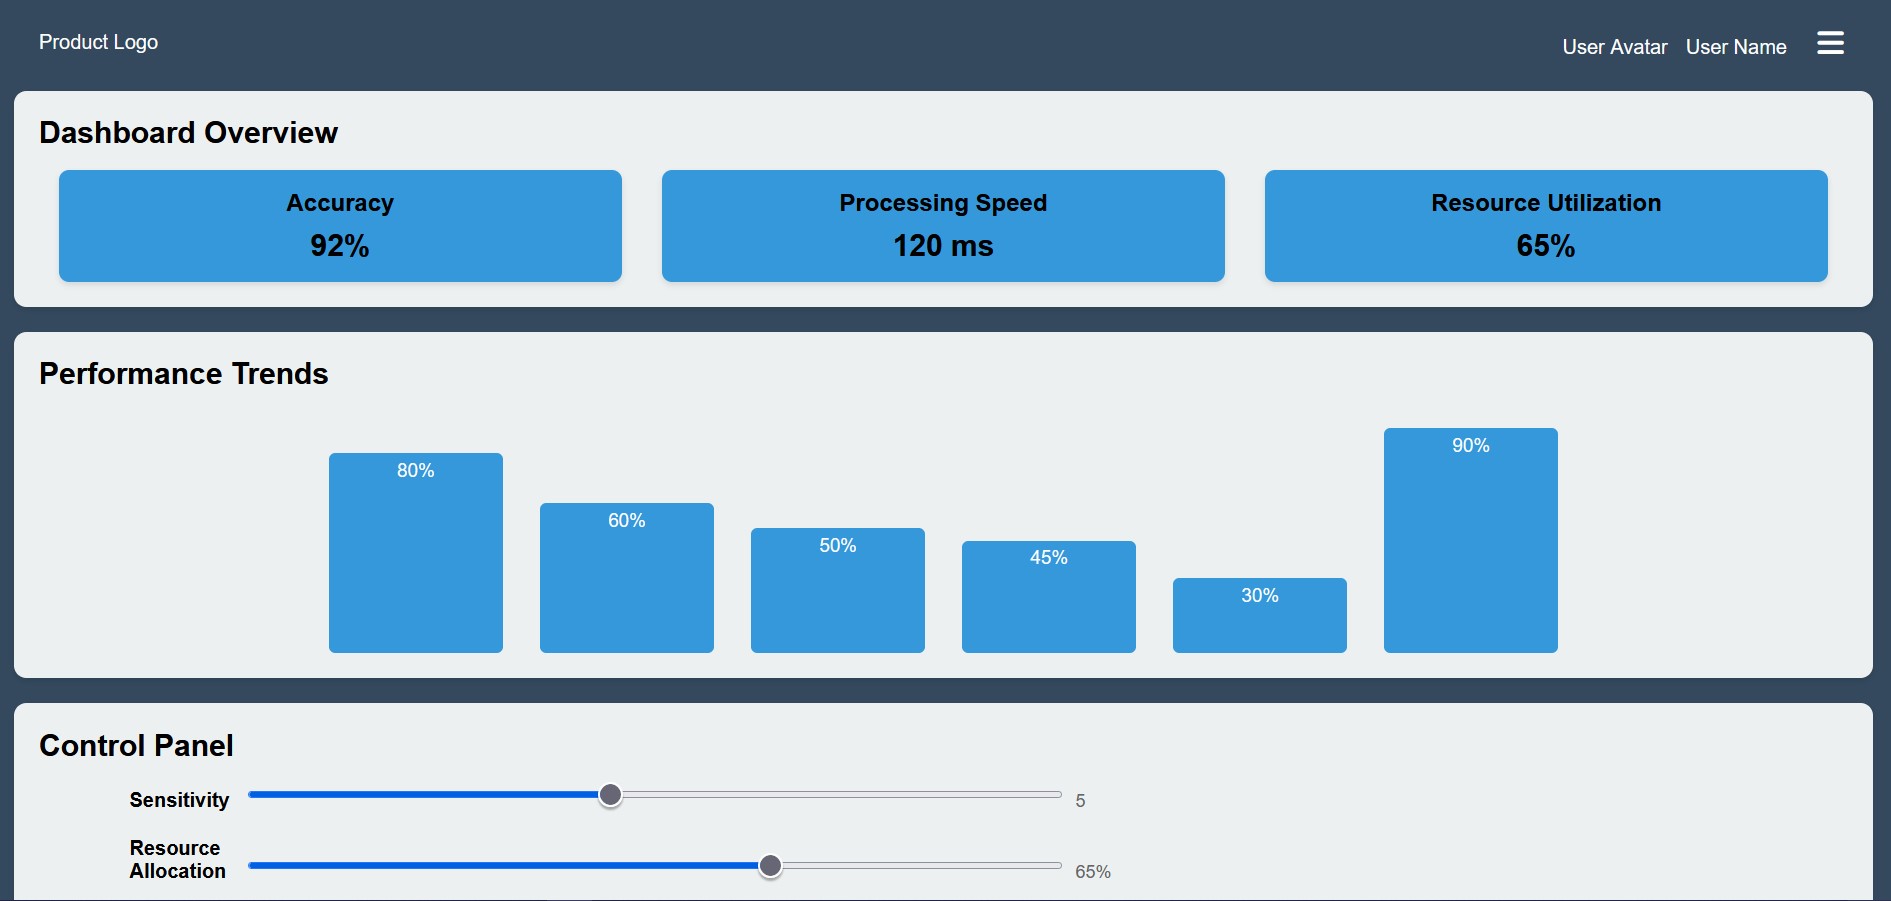 Product Logo
User Avatar User Name
Dashboard Overview
Accuracy
92%
Processing Speed
120 ms
Resource Utilization
65%
Performance Trends
80%
60%
50%
45%
30%
90%
Control Panel
Sensitivity
5
Resource
Allocation
65%